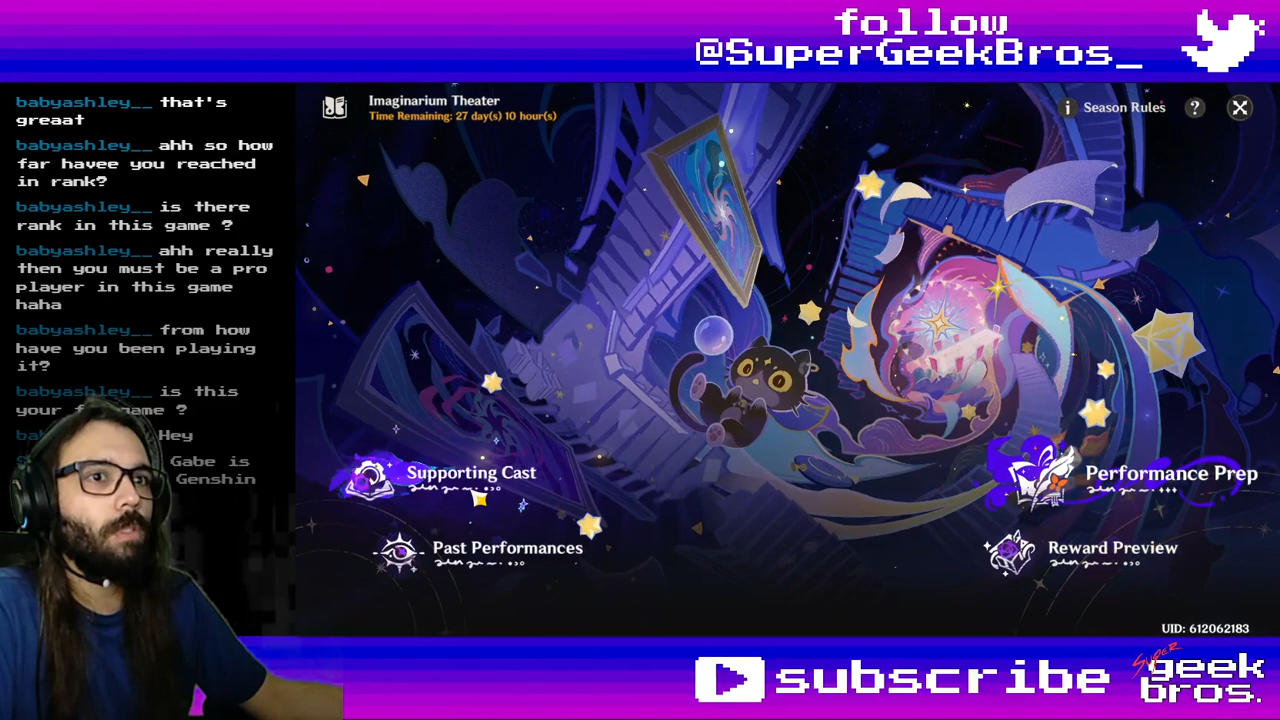 follow
@SuperGeekBros_
babyashley__ that's
greaat
babyashley__ ahh so how
far havee you reached
in rank?
babyashley__ is there
rank in this game ?
babyashley__ ahh really
then you must be a pro
player in this game
haha
babyashley__ from how
have you been playing
it?
babyashley__ is this
your game ?
Hey
Gabe is
Genshin
Imaginarium Theater
Time Remaining: 27 day(s) 10 hour(s)
i Season Rules ?
Supporting Cast
Performance Prep
Past Performances
Reward Preview
UID: 612062183
subscribe
Super
geek
bros.